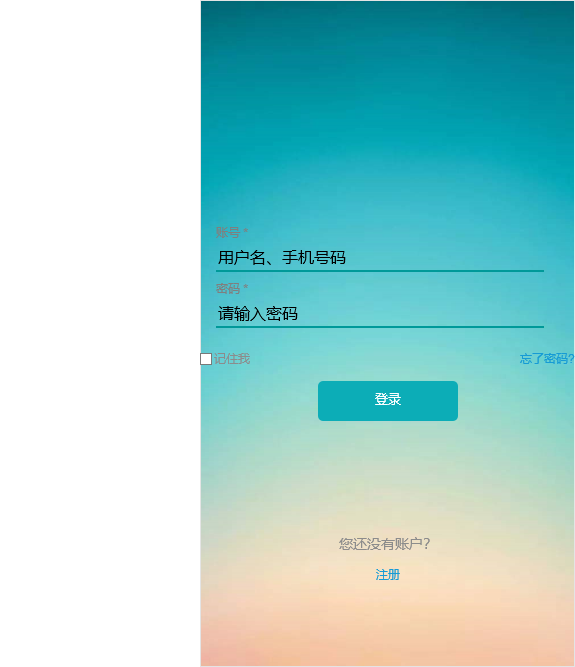 账号 *
用户名、手机号码
密码 *
请输入密码
记住我 忘了密码?
登录
您还没有账户?
注册